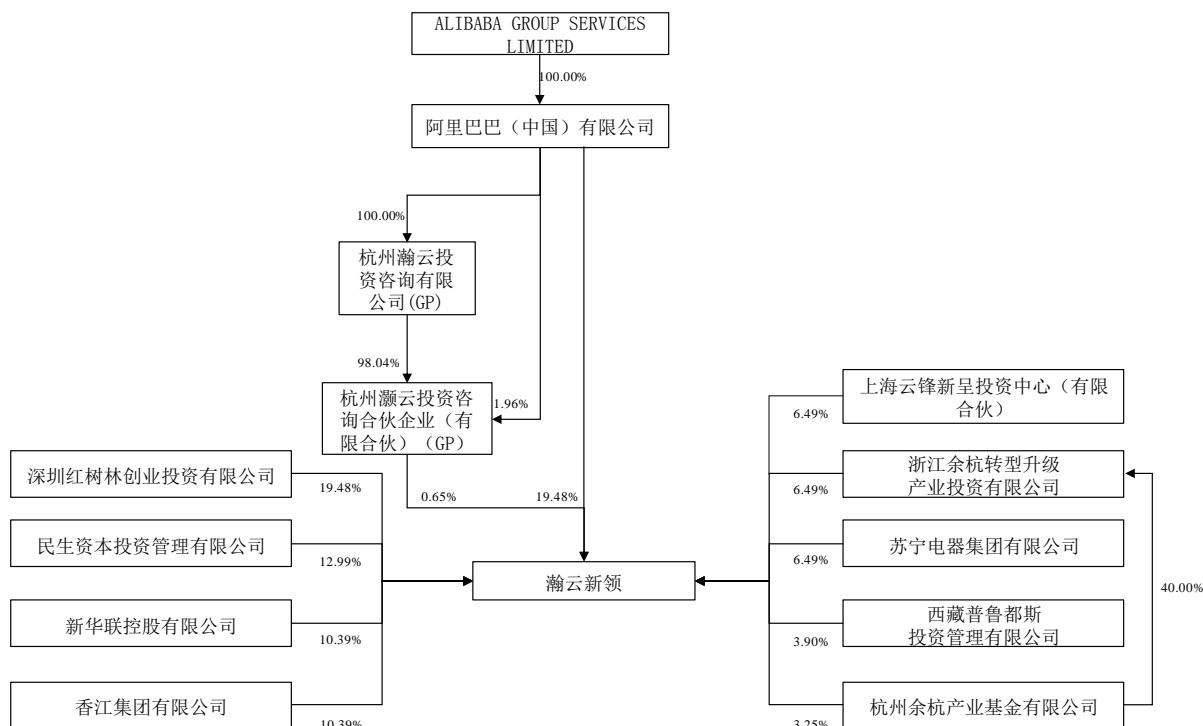 ALIBABA GROUP SERVICES
LIMITED
100.00%
阿里巴巴（中国）有限公司
100.00%
杭州瀚云投
资咨询有限
公司(GP)
98.04%
杭州灏云投资咨
询合伙企业（有
限合伙）（GP）
1.96%
深圳红树林创业投资有限公司
19.48%
0.65%
19.48%
民生资本投资管理有限公司
12.99%
新华联控股有限公司
10.39%
香江集团有限公司
10.39%
瀚云新领
上海云锋新呈投资中心（有限
合伙）
6.49%
浙江余杭转型升级
产业投资有限公司
6.49%
苏宁电器集团有限公司
6.49%
西藏普鲁都斯
投资管理有限公司
3.90%
杭州余杭产业基金有限公司
3.25%
40.00%